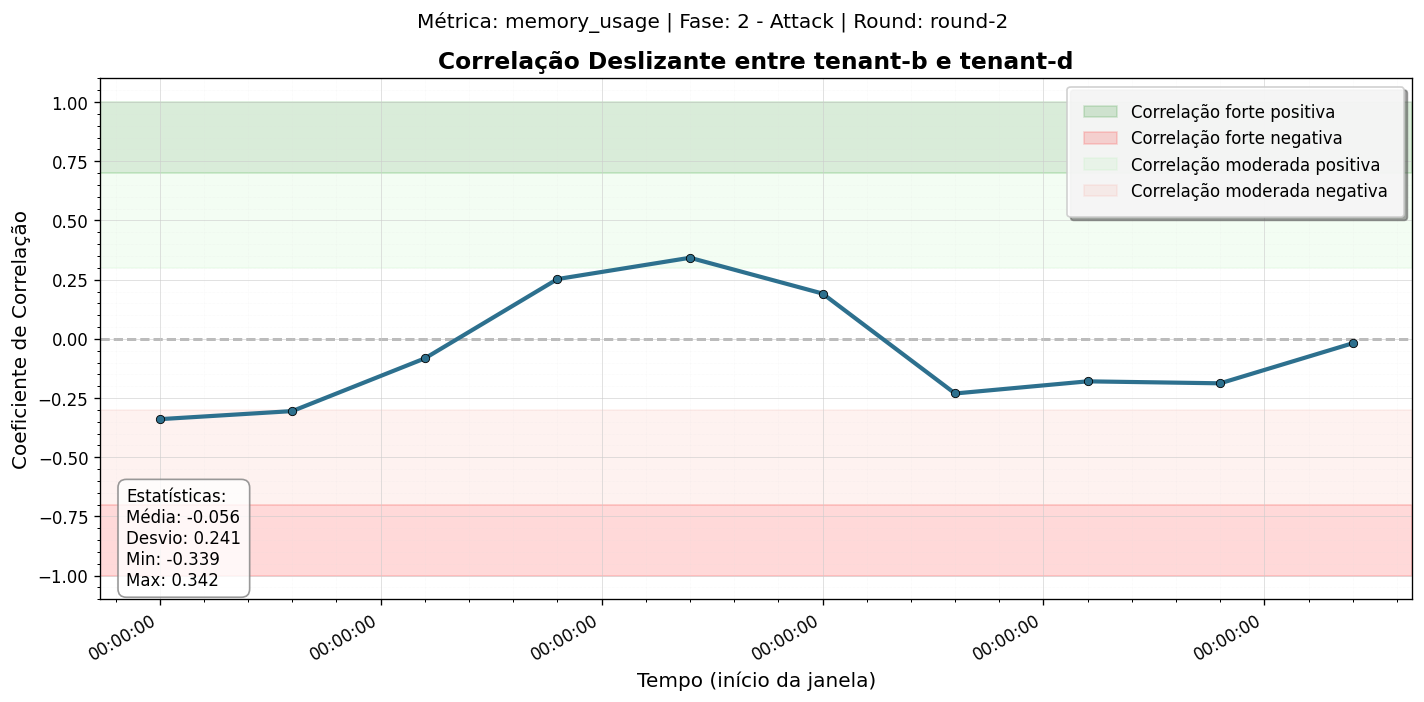 Métrica: memory_usage | Fase: 2 - Attack | Round: round-2
Correlação Deslizante entre tenant-b e tenant-d
Coeficiente de Correlação
1.00
0.75
0.50
0.25
0.00
−0.25
−0.50
−0.75
−1.00
Correlação forte positiva
Correlação forte negativa
Correlação moderada positiva
Correlação moderada negativa
Estatísticas:
Média: -0.056
Desvio: 0.241
Min: -0.339
Max: 0.342
00:00:00
00:00:00
00:00:00
00:00:00
00:00:00
00:00:00
Tempo (início da janela)